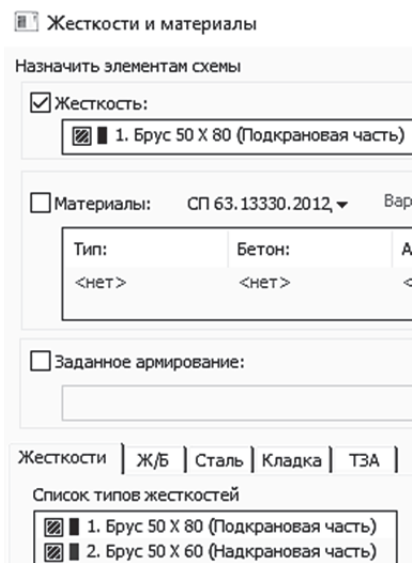 Жесткости и материалы
Назначить элементам схемы
Жесткость:
1. Брус 50 X 80 (Подкрановая часть)
Материалы: СП 63.13330.2012,
Тип: Бетон:
<нет> <нет>
Заданное армирование:
Жесткости Ж/Б Сталь Кладка ТЗА
Список типов жесткостей
1. Брус 50 X 80 (Подкрановая часть)
2. Брус 50 X 60 (Надкрановая часть)